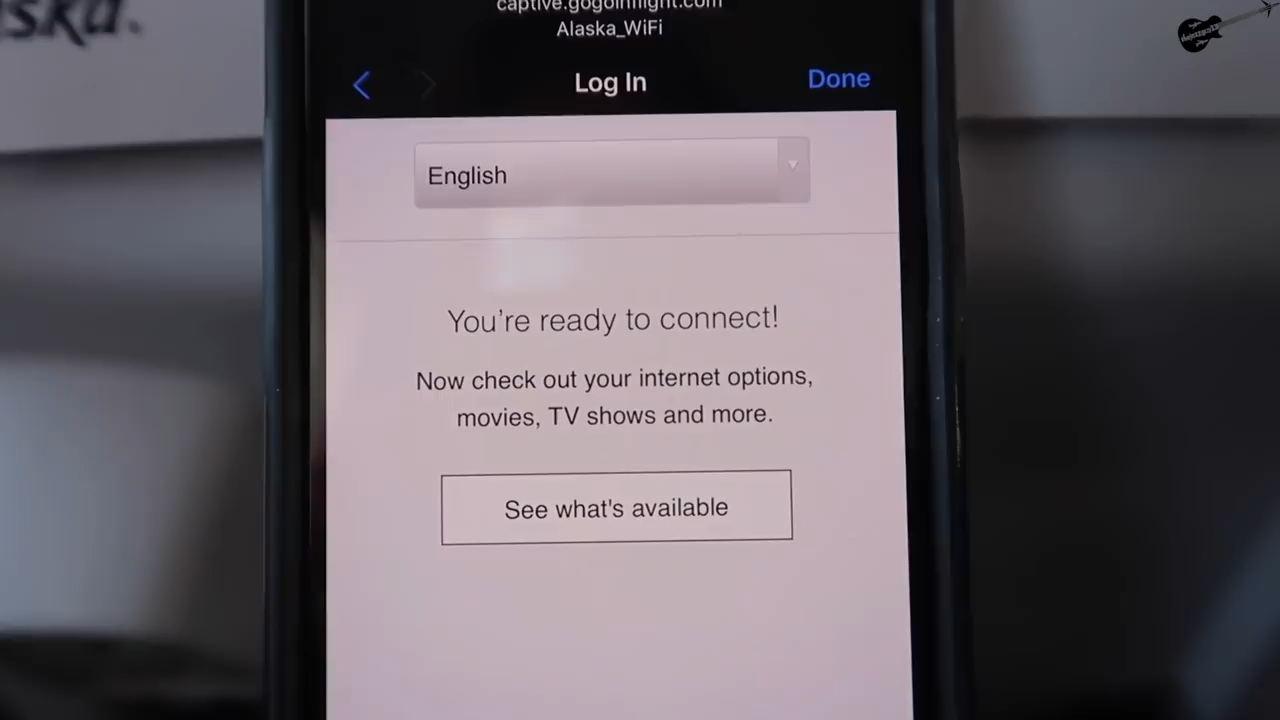 captive.gogoinflight.com
Alaska_WiFi
Log In
Done
English
You're ready to connect!
Now check out your internet options,
movies, TV shows and more.
See what's available